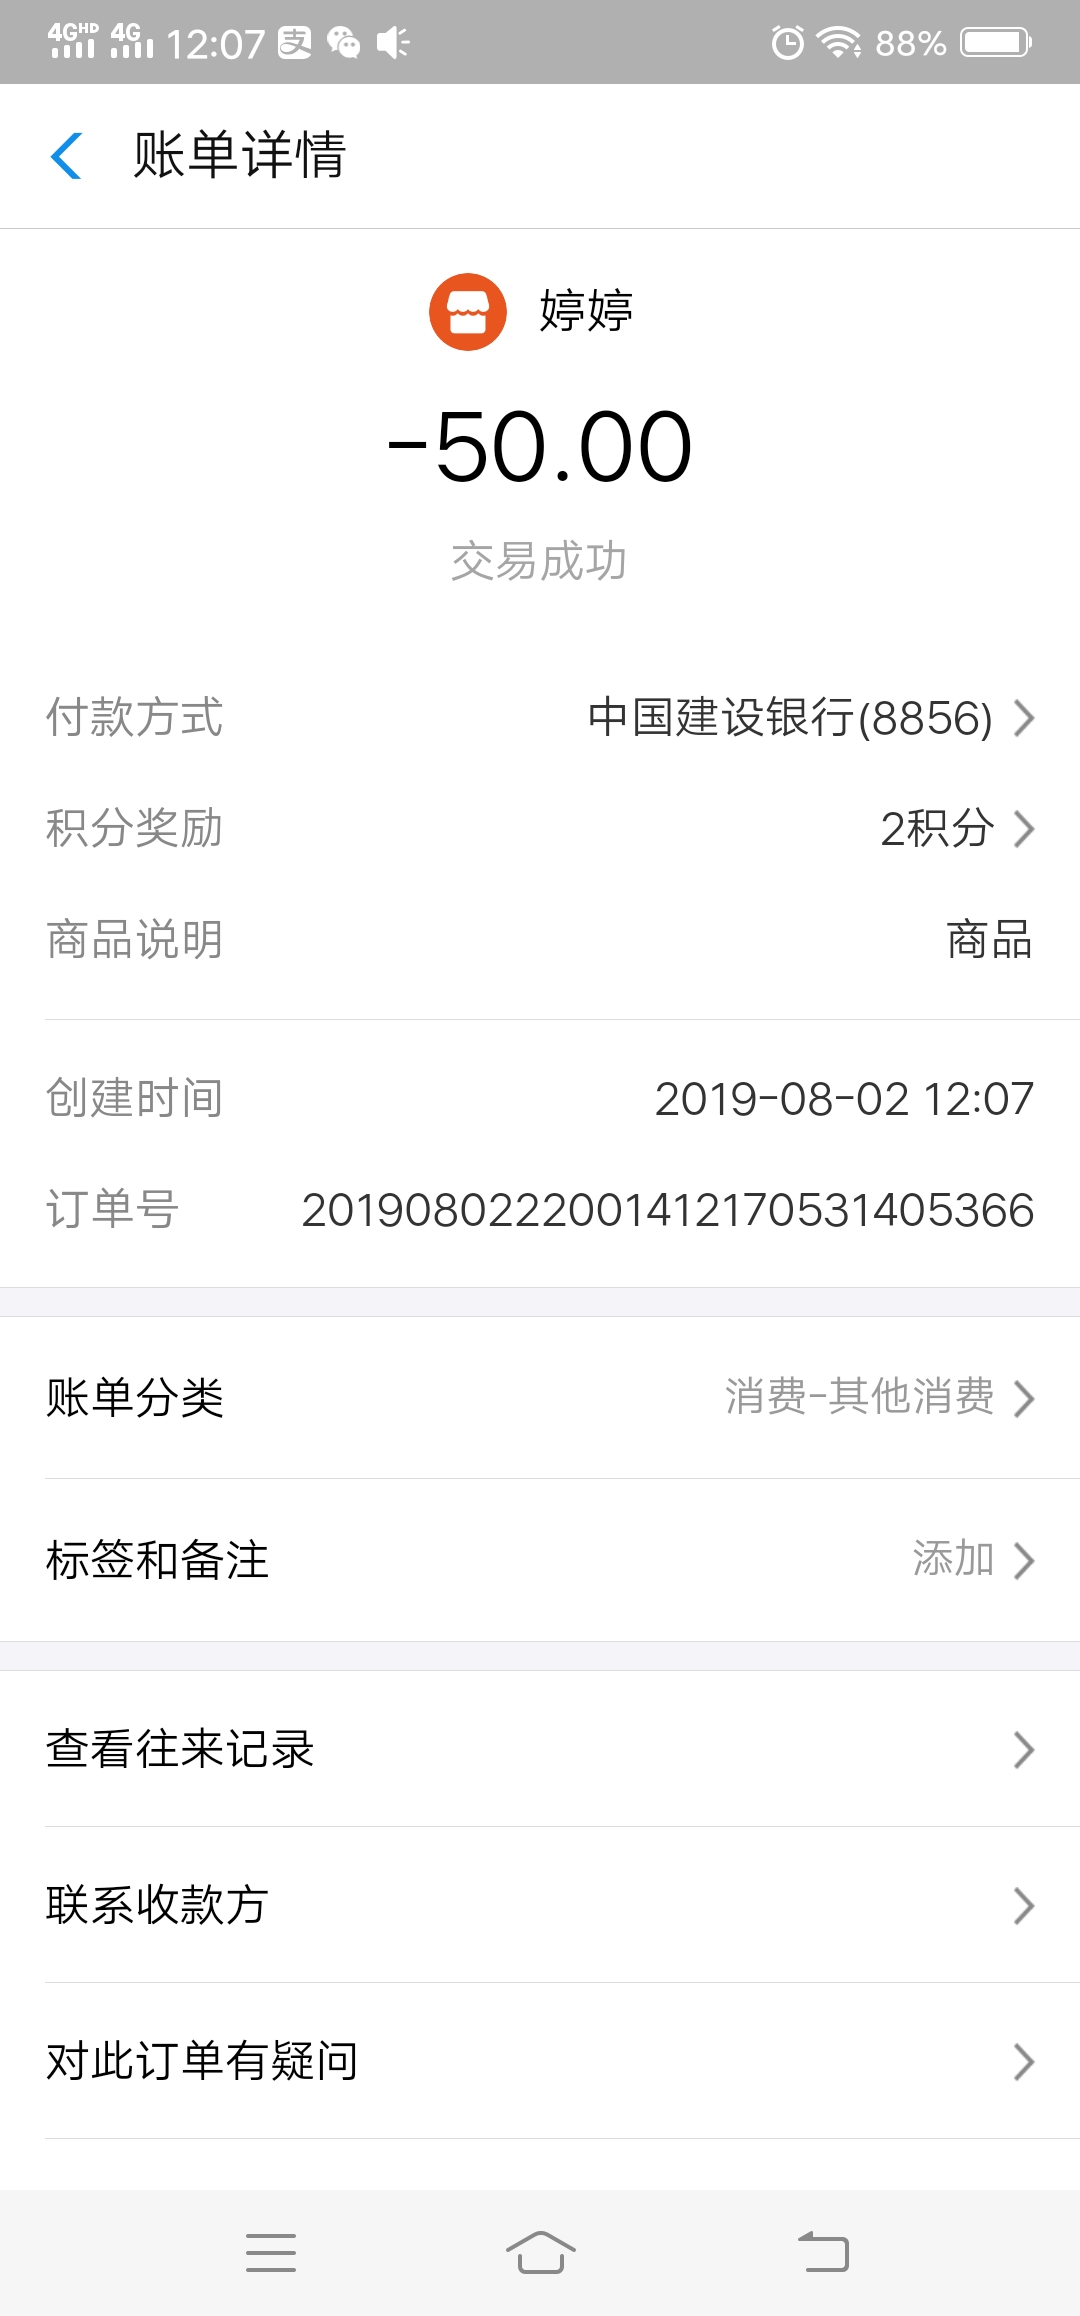 4GHD 4G 12:07 支 88%
账单详情
婷婷
-50.00
交易成功
付款方式 中国建设银行(8856)
积分奖励 2积分
商品说明 商品
创建时间 2019-08-02 12:07
订单号 2019080222001412170531405366
账单分类 消费-其他消费
标签和备注 添加
查看往来记录
联系收款方
对此订单有疑问